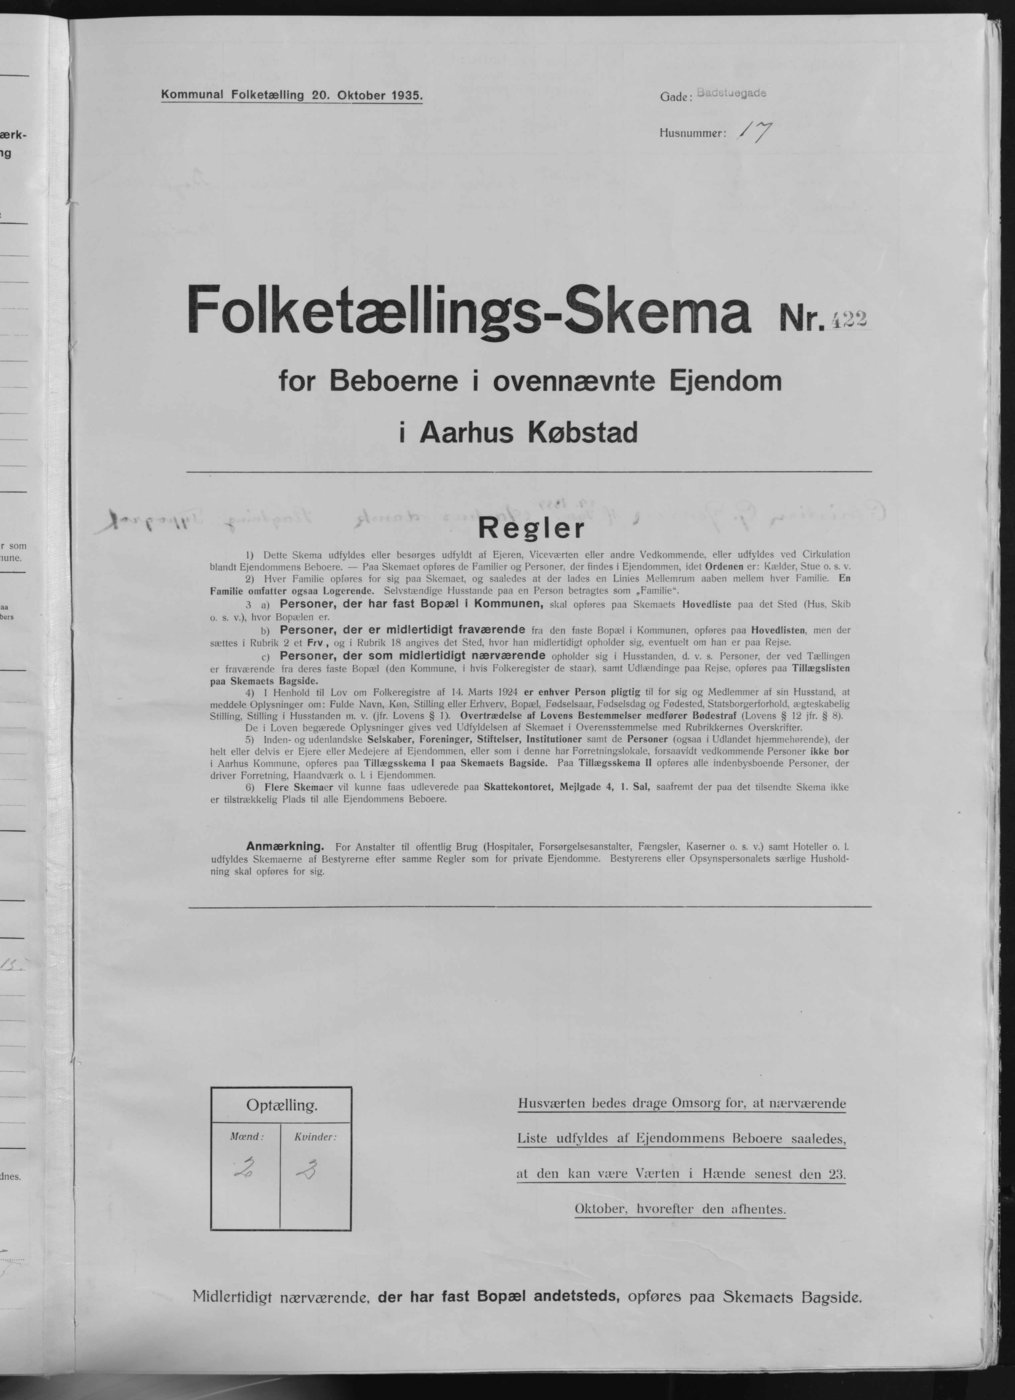 Kommunal Folketælling 20. Oktober 1935.
Gade: Badstuegade
Husnummer: 17
Folketællings-Skema Nr. 422
for Beboerne i ovennævnte Ejendom
i Aarhus Købstad
Regler
1) Dette Skema udfyldes eller besørges udfyldt af Ejeren, Viceværten eller andre Vedkommende, eller udfyldes ved Cirkulation
blandt Ejendommens Beboere. — Paa Skemaet opføres de Familier og Personer, der findes i Ejendommen, idet Ordenen er: Kælder, Stue o. s. v.
2) Hver Familie opføres for sig paa Skemaet, og saaledes at der lades en Linies Mellemrum aaben mellem hver Familie. En
Familie omfatter ogsaa Logerende. Selvstændige Husstande paa en Person betragtes som „Familie“.
3 a) Personer, der har fast Bopæl i Kommunen, skal opføres paa Skemaets Hovedliste paa det Sted (Hus, Skib
o. s. v.), hvor Bopælen er.
b) Personer, der er midlertidigt fraværende fra den faste Bopæl i Kommunen, opføres paa Hovedlisten, men der
sættes i Rubrik 2 et Frv, og i Rubrik 18 angives det Sted, hvor han midlertidigt opholder sig, eventuelt om han er paa Rejse.
c) Personer, der som midlertidigt nærværende opholder sig i Husstanden, d. v. s. Personer, der ved Tællingen
er fraværende fra deres faste Bopæl (den Kommune, i hvis Folkeregister de staar), samt Udlændinge paa Rejse, opføres paa Tillægslisten
paa Skemaets Bagside.
4) I Henhold til Lov om Folkeregistre af 14. Marts 1924 er enhver Person pligtig til for sig og Medlemmer af sin Husstand, at
meddele Oplysninger om: Fulde Navn, Køn, Stilling eller Erhverv, Bopæl, Fødselsaar, Fødselsdag og Fødested, Statsborgerforhold, ægteskabelig
Stilling, Stilling i Husstanden m. v. (jfr. Lovens § 1). Overtrædelse af Lovens Bestemmelser medfører Bødestraf (Lovens § 12 jfr. § 8).
De i Loven begærede Oplysninger gives ved Udfyldelsen af Skemaet i Overensstemmelse med Rubrikkernes Overskrifter.
5) Inden- og udenlandske Selskaber, Foreninger, Stiftelser, Institutioner samt de Personer (ogsaa i Udlandet hjemmehørende), der
helt eller delvis er Ejere eller Medejere af Ejendommen, eller som i denne har Forretningslokale, forsaavidt vedkommende Personer ikke bor
i Aarhus Kommune, opføres paa Tillægsskema I paa Skemaets Bagside. Paa Tillægsskema II opføres alle indenbysboende Personer, der
driver Forretning, Haandværk o. l. i Ejendommen.
6) Flere Skemaer vil kunne faas udleverede paa Skattekontoret, Mejlgade 4, 1. Sal, saafremt der paa det tilsendte Skema ikke
er tilstrækkelig Plads til alle Ejendommens Beboere.
Anmærkning. For Anstalter til offentlig Brug (Hospitaler, Forsørgelsesanstalter, Fængsler, Kaserner o. s. v.) samt Hoteller o. l.
udfyldes Skemaerne af Bestyrerne efter samme Regler som for private Ejendomme. Bestyrerens eller Opsynspersonalets særlige Hushold-
ning skal opføres for sig.
Optælling.
Mænd: Kvinder:
2 3
Husværten bedes drage Omsorg for, at nærværende
Liste udfyldes af Ejendommens Beboere saaledes,
at den kan være Værten i Hænde senest den 23.
Oktober, hvorefter den afhentes.
Midlertidigt nærværende, der har fast Bopæl andetsteds, opføres paa Skemaets Bagside.